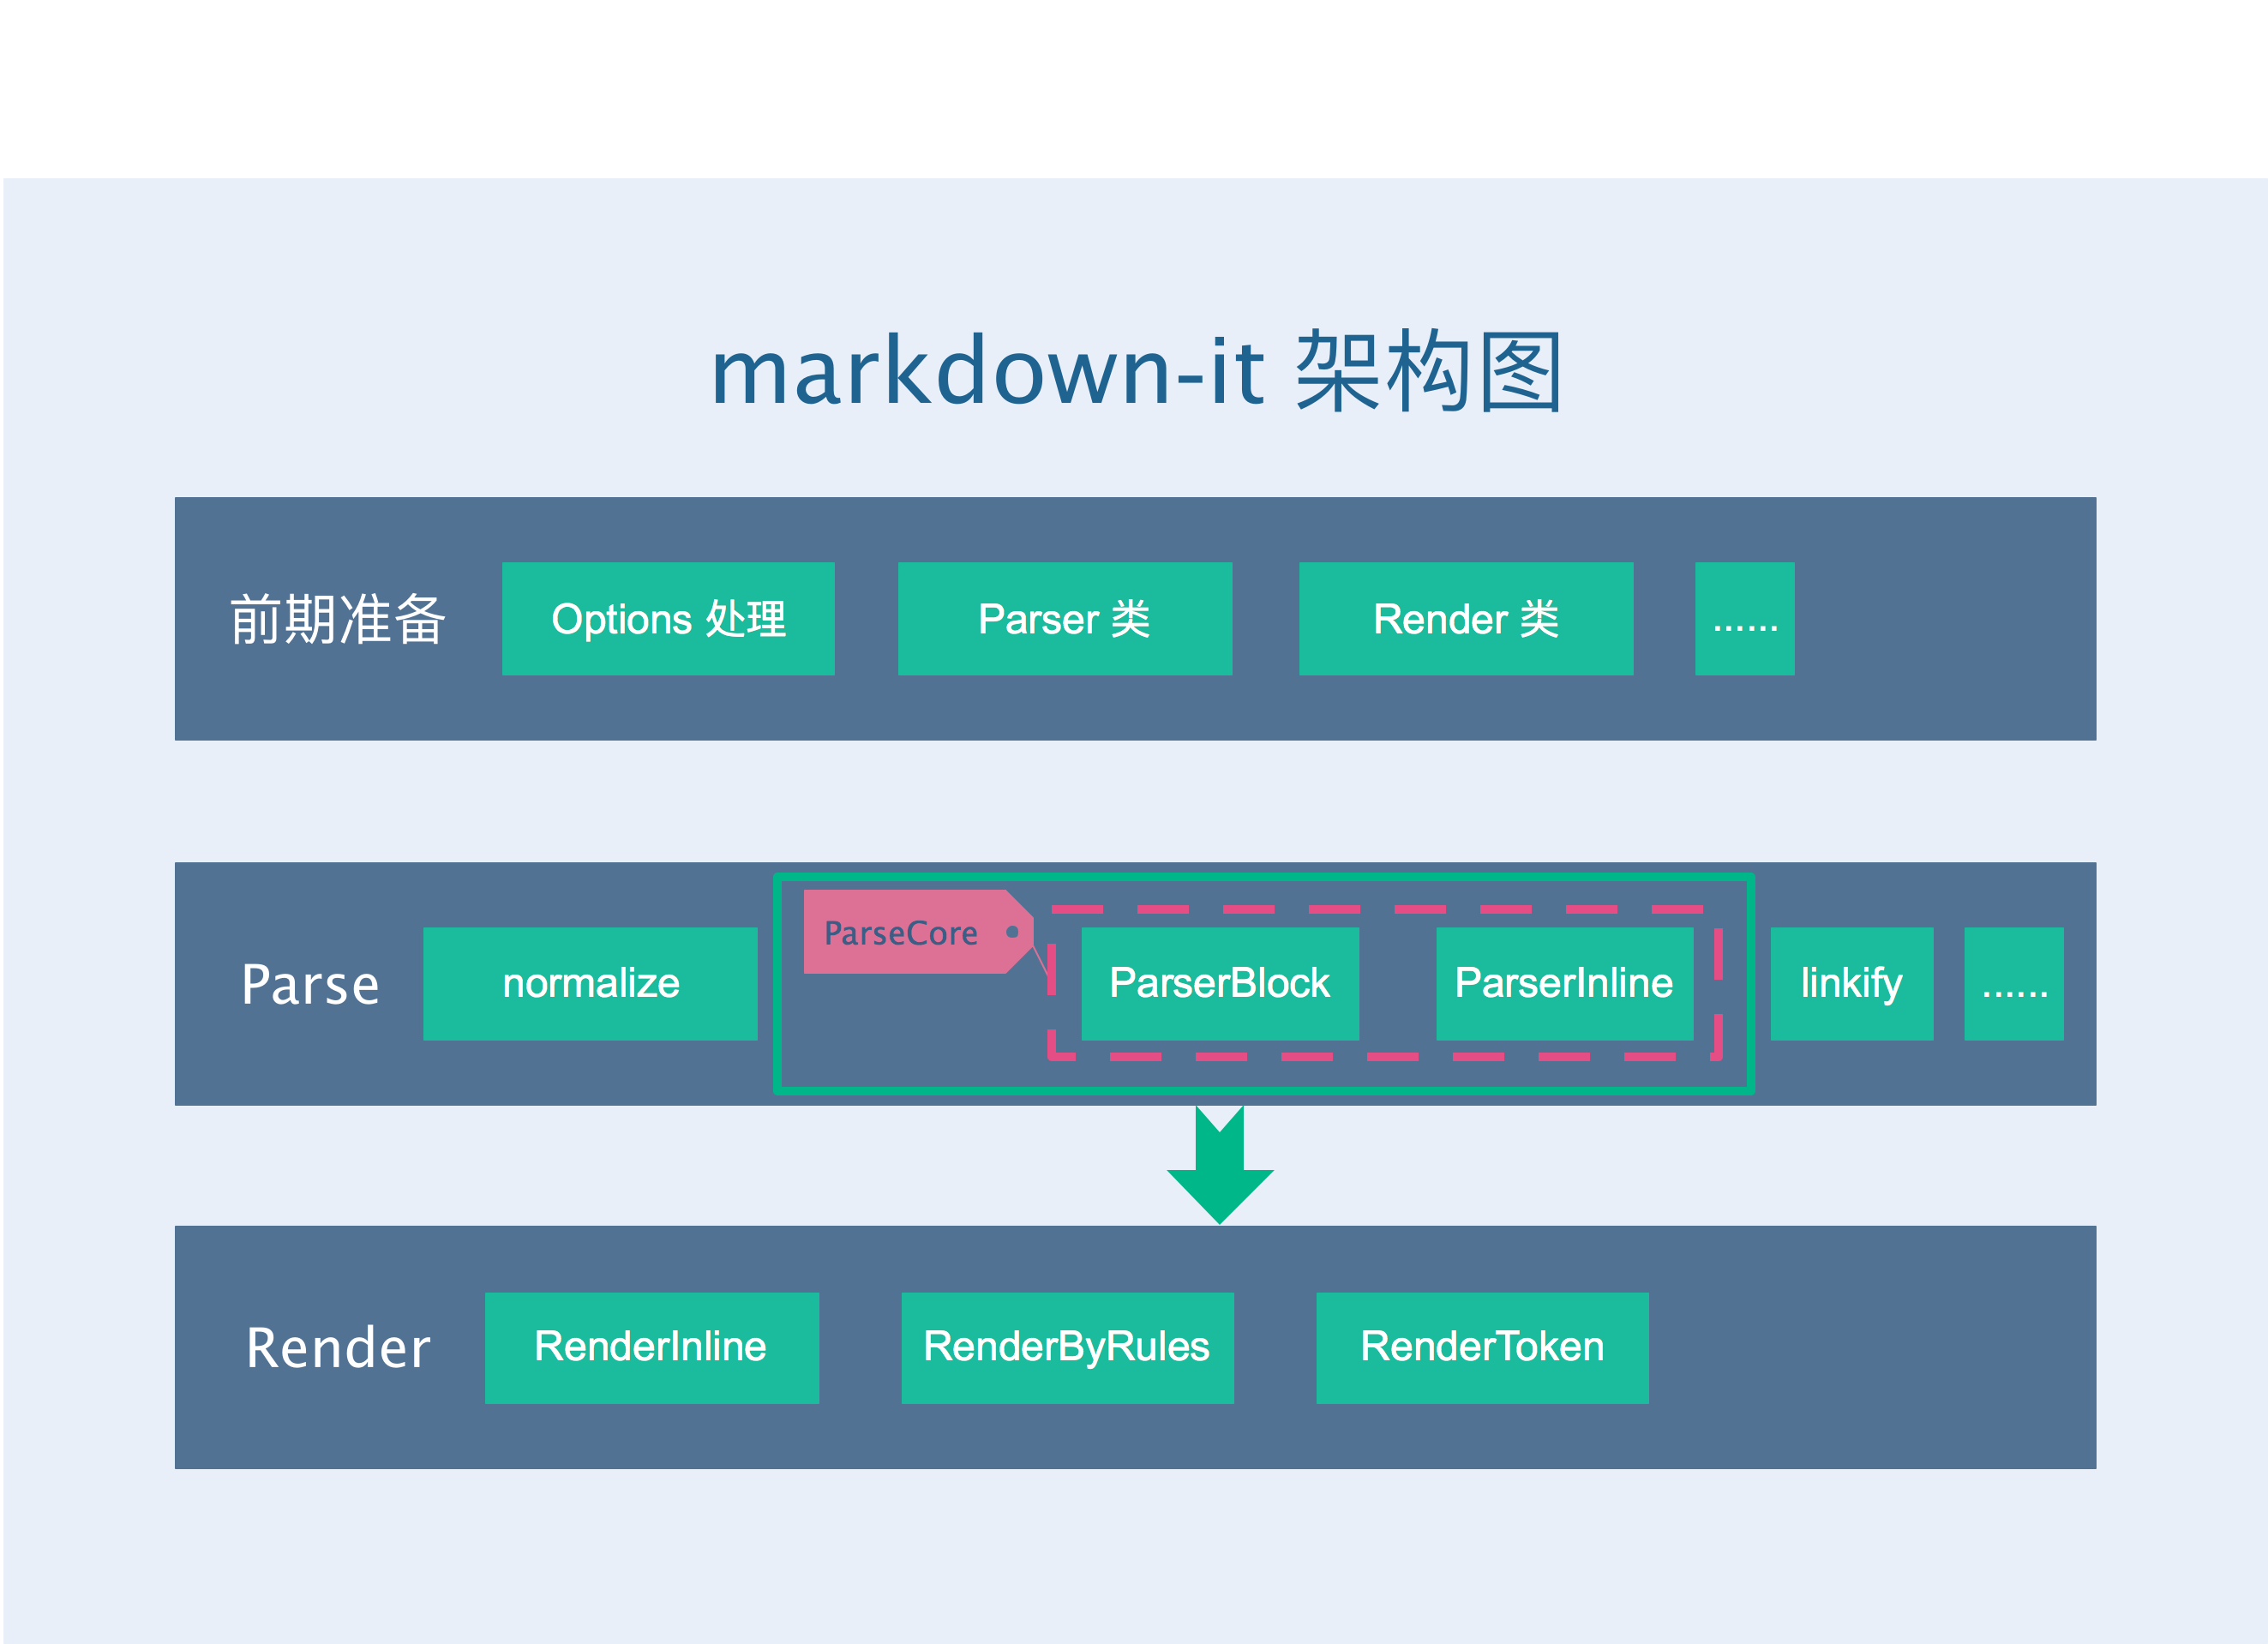 markdown-it 架构图
前期准备
Options 处理
Parser 类
Render 类
......
Parse
normalize
ParseCore
ParserBlock
ParserInline
linkify
......
Render
RenderInline
RenderByRules
RenderToken